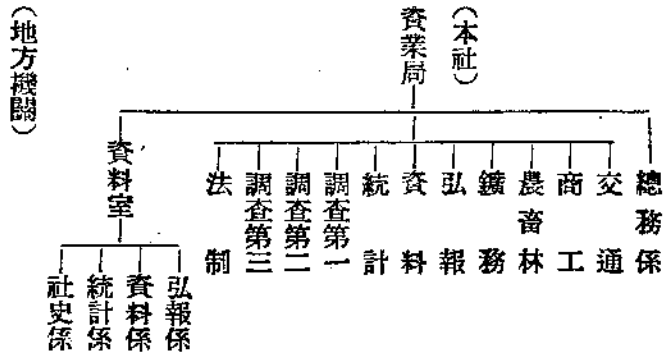 （本社）
資業局
總務係
交通
商工
農畜林
鑛務
弘報
資料
統計
調査第一
調査第二
調査第三
法制
資料室
弘報係
資料係
統計係
社史係
（地方機關）